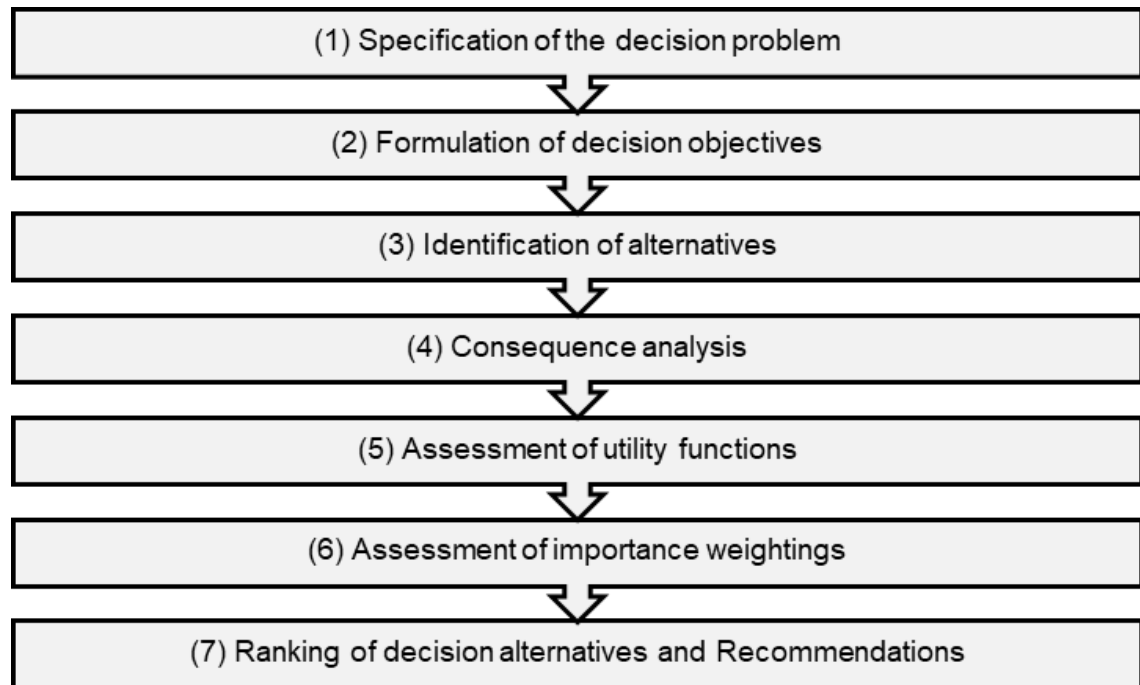 (1) Specification of the decision problem
(2) Formulation of decision objectives
(3) Identification of alternatives
(4) Consequence analysis
(5) Assessment of utility functions
(6) Assessment of importance weightings
(7) Ranking of decision alternatives and Recommendations